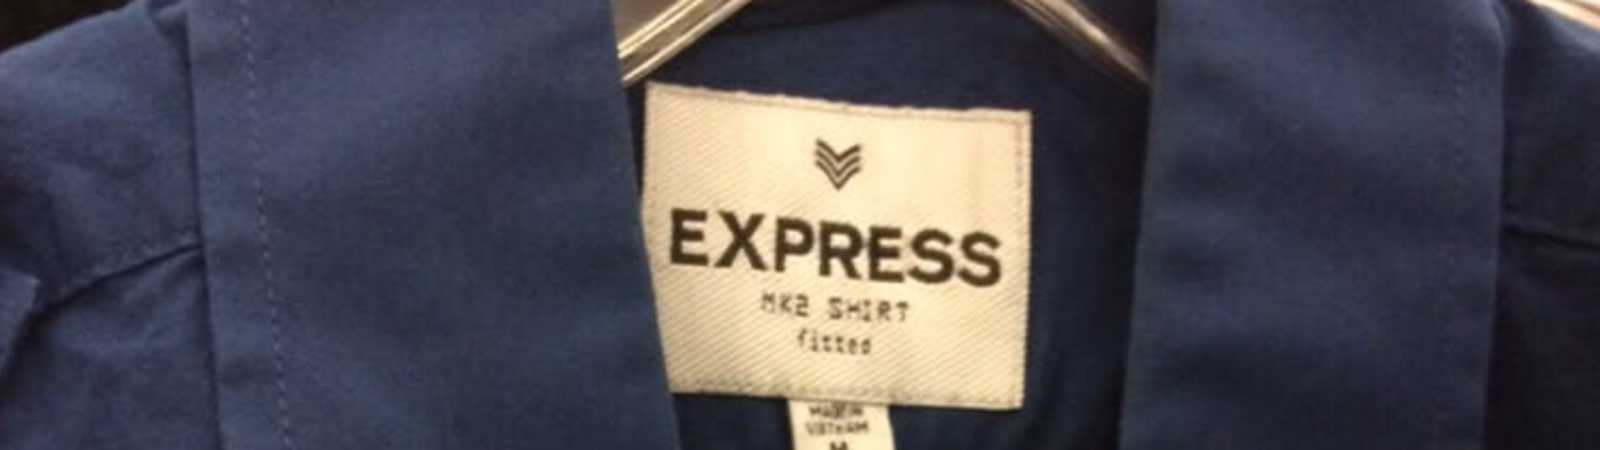 EXPRESS
MK2 SHIRT
fitted
MADE IN
VIETNAM
M